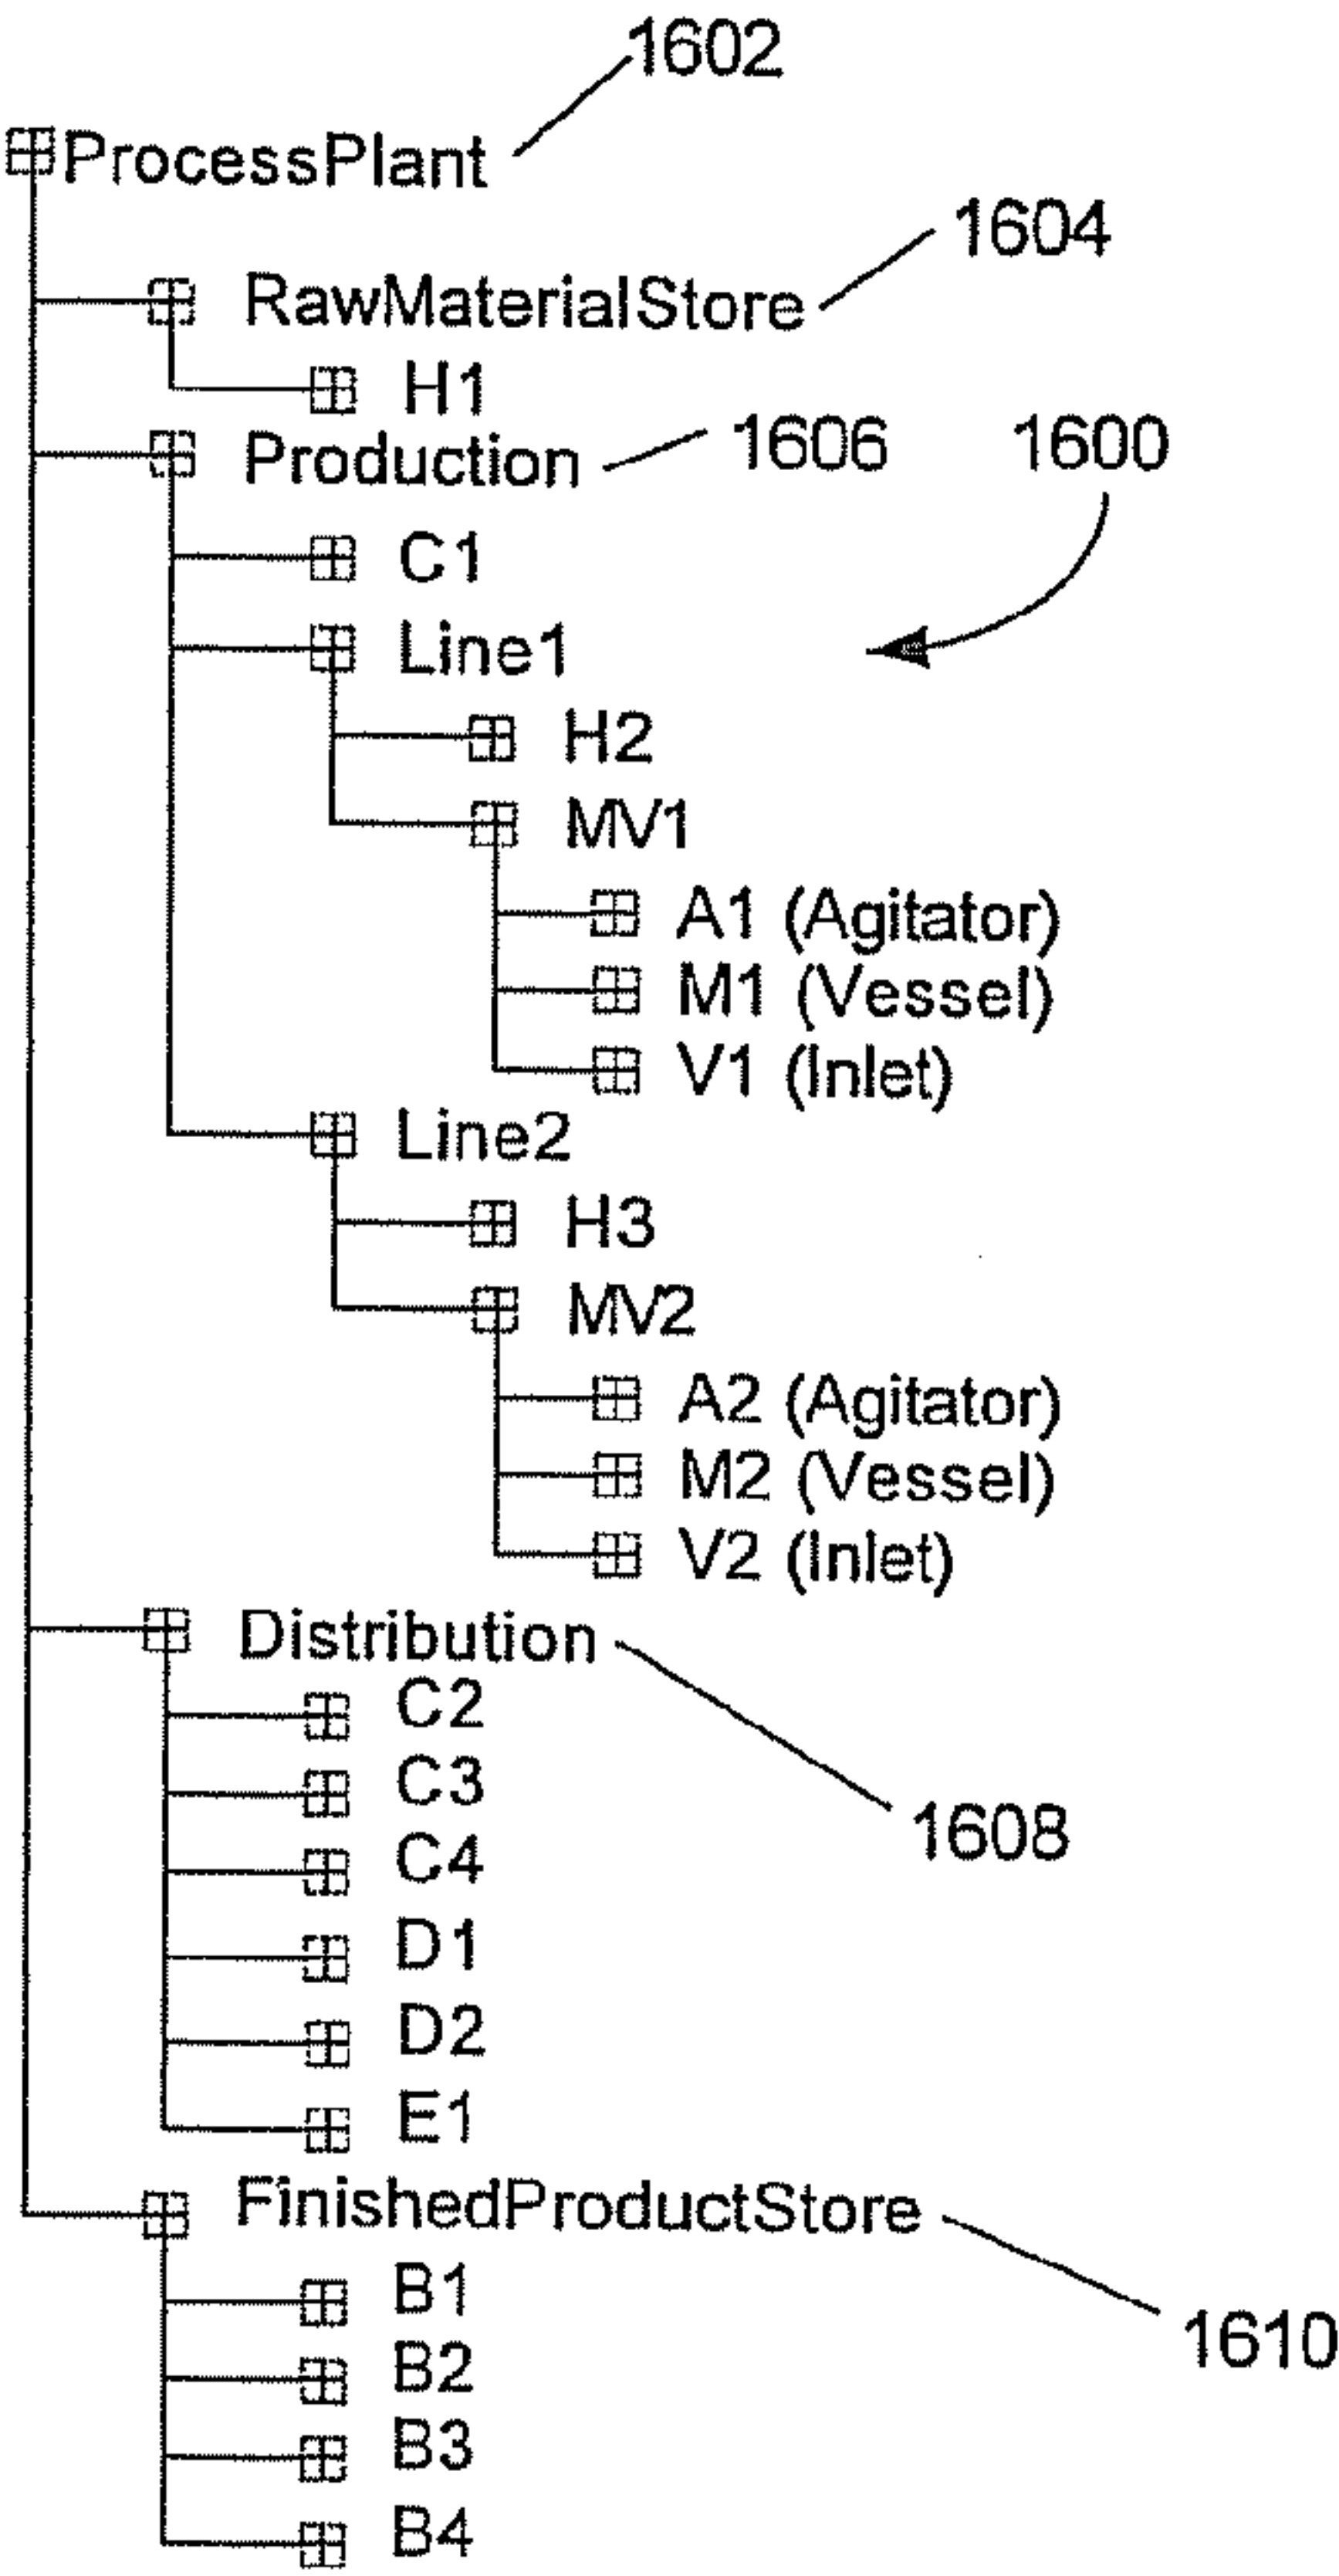 1602
ProcessPlant
1604
RawMaterialStore
H1
Production 1606 1600
C1
Line1
H2
MV1
A1 (Agitator)
M1 (Vessel)
V1 (Inlet)
Line2
H3
MV2
A2 (Agitator)
M2 (Vessel)
V2 (Inlet)
Distribution
C2
C3
1608
C4
D1
D2
E1
FinishedProductStore
B1
1610
B2
B3
B4